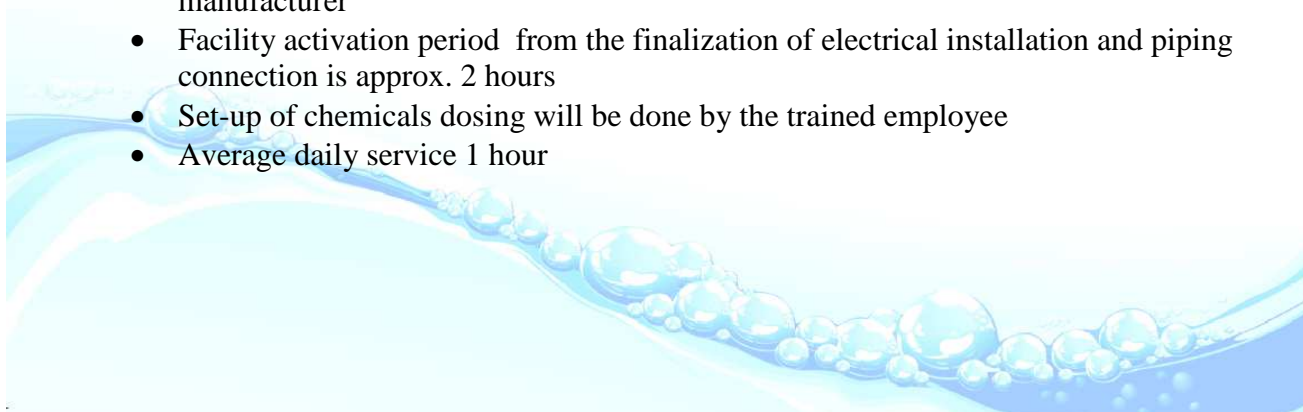 manufacturer
• Facility activation period from the finalization of electrical installation and piping
connection is approx. 2 hours
• Set-up of chemicals dosing will be done by the trained employee
• Average daily service 1 hour